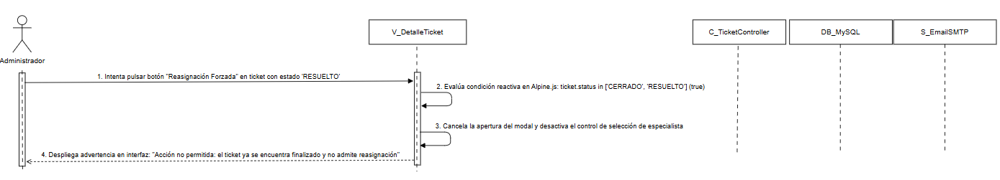 V_DetalleTicket
C_TicketController
DB_MySQL
S_EmailSMTP
Administrador
1. Intenta pulsar botón "Reasignación Forzada" en ticket con estado 'RESUELTO'
2. Evalúa condición reactiva en Alpine.js: ticket.status in ['CERRADO', 'RESUELTO'] (true)
3. Cancela la apertura del modal y desactiva el control de selección de especialista
4. Despliega advertencia en interfaz: "Acción no permitida: el ticket ya se encuentra finalizado y no admite reasignación"